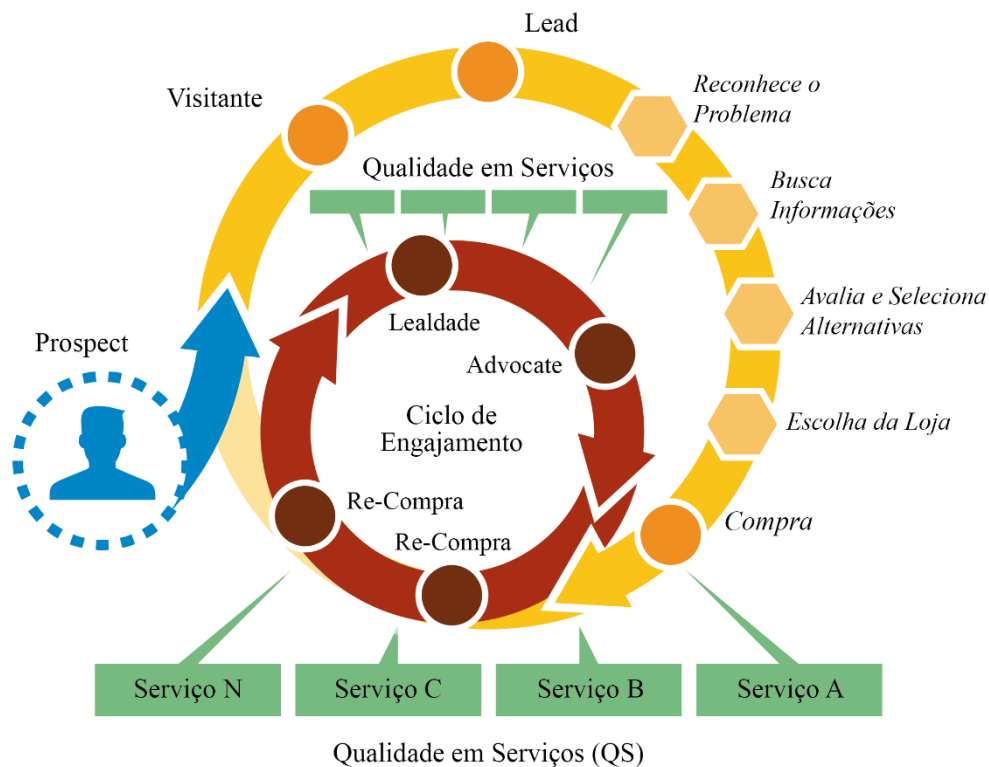 Lead
Visitante
Reconhece o
Problema
Qualidade em Serviços
Busca
Informações
Avalia e Seleciona
Alternativas
Lealdade
Prospect
Advocate
Ciclo de
Engajamento
Escolha da Loja
Re-Compra
Re-Compra
Compra
Serviço N
Serviço C
Serviço B
Serviço A
Qualidade em Serviços (QS)